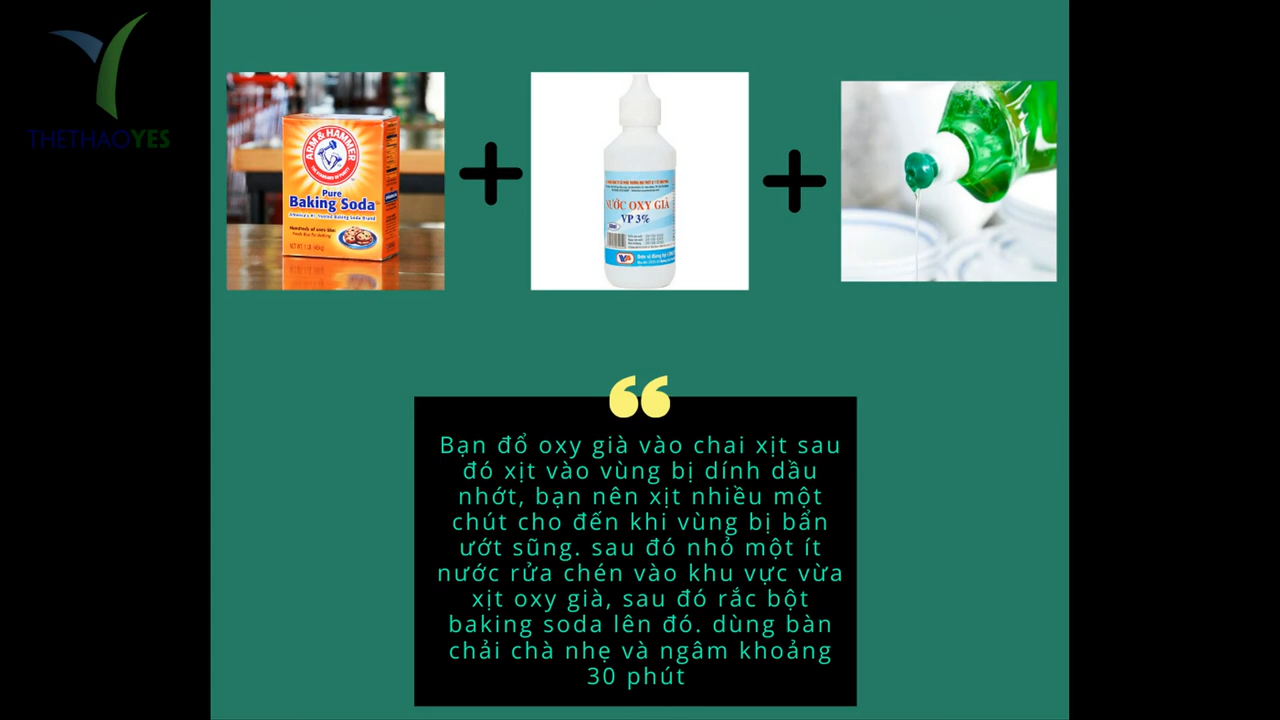 THETHAOYES
ARM & HAMMER
Pure
Baking Soda
NƯỚC OXY GIÀ
VP 3%
Bạn đổ oxy già vào chai xịt sau
đó xịt vào vùng bị dính dầu
nhớt, bạn nên xịt nhiều một
chút cho đến khi vùng bị bẩn
ướt sũng. sau đó nhỏ một ít
nước rửa chén vào khu vực vừa
xịt oxy già, sau đó rắc bột
baking soda lên đó. dùng bàn
chải chà nhẹ và ngâm khoảng
30 phút